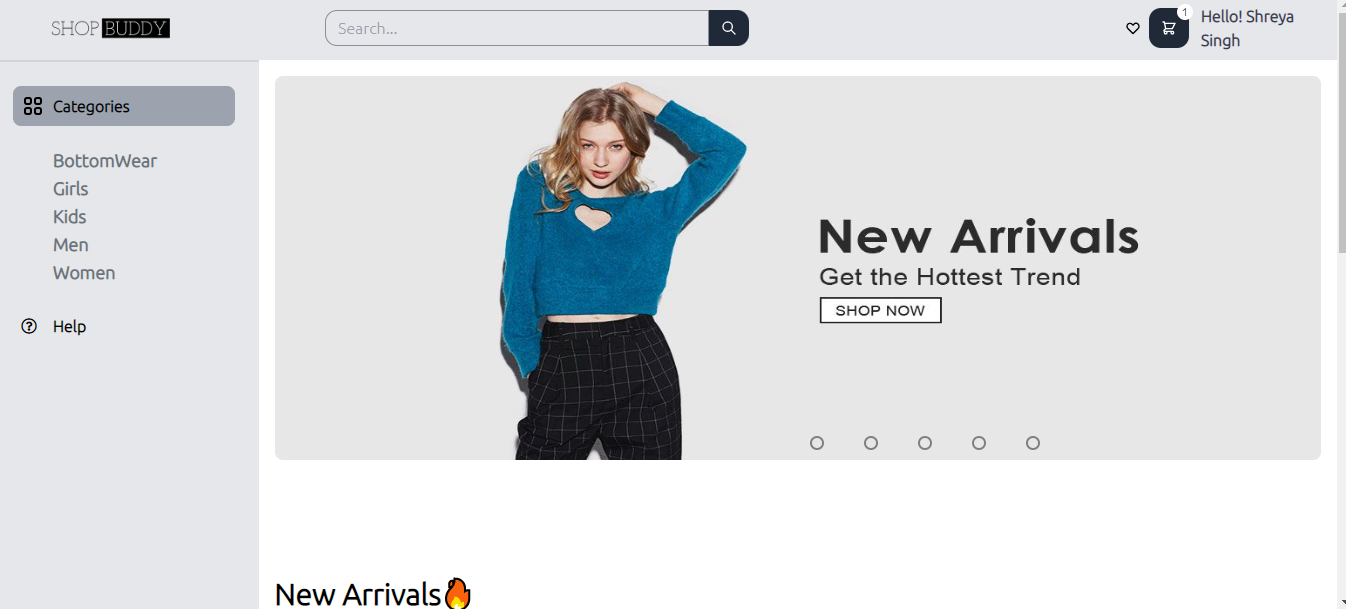 SHOP BUDDY
Search...
1
Hello! Shreya
Singh
Categories
BottomWear
Girls
Kids
Men
Women
Help
New Arrivals
Get the Hottest Trend
SHOP NOW
New Arrivals🔥